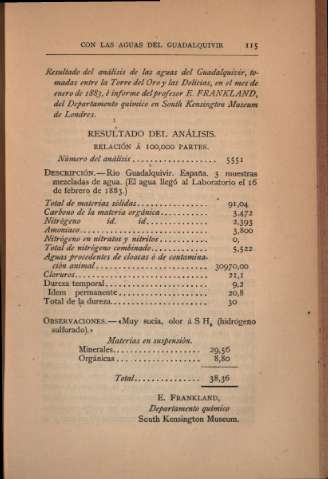 CON LAS AGUAS DEL GUADALQUIVIR 115
Resultado del análisis de las aguas del Guadalquivir, to-
madas entre la Torre del Oro y las Delicias, en el mes de
enero de 1883, é informe del profesor E. FRANKLAND,
del Departamento químico en South Kensington Museum
de Londres.
RESULTADO DEL ANÁLISIS.
RELACIÓN Á 100,000 PARTES.
Número del análisis................... 5551
DESCRIPCIÓN.—Río Guadalquivir. España. 3 muestras
mezcladas de agua. (El agua llegó al Laboratorio el 16
de febrero de 1883.)
Total de materias sólidas................... 91,04
Carbono de la materia orgánica............ 3,472
Nitrógeno id. id. ................... 2,393
Amoniaco................................ 3,800
Nitrógeno en nitratos y nitritos............ 0,
Total de nitrógeno combinado.............. 5,522
Aguas procedentes de cloacas ó de contamina-
ción animal............................. 30970,00
Cloruros................................. 21,1
Dureza temporal.......................... 9,2
Idem permanente......................... 20,8
Total de la dureza........................ 30
OBSERVACIONES.—«Muy sucia, olor á S H, (hidrógeno
sulfurado).»
Materias en suspensión.
Minerales........................ 29,56
Orgánicas........................ 8,80
Total............... 38,36
E. FRANKLAND,
Departamento químico
South Kensington Museum.